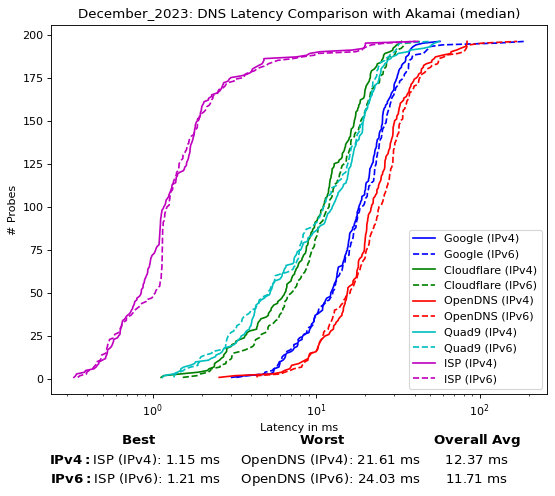 December_2023: DNS Latency Comparison with Akamai (median)
200
175
150
125
100
75
50
25
0
# Probes
Google (IPv4)
Google (IPv6)
Cloudflare (IPv4)
Cloudflare (IPv6)
OpenDNS (IPv4)
OpenDNS (IPv6)
Quad9 (IPv4)
Quad9 (IPv6)
ISP (IPv4)
ISP (IPv6)
10⁰ 10¹ 10²
Latency in ms
Best Worst Overall Avg
IPv4: ISP (IPv4): 1.15 ms OpenDNS (IPv4): 21.61 ms 12.37 ms
IPv6: ISP (IPv6): 1.21 ms OpenDNS (IPv6): 24.03 ms 11.71 ms